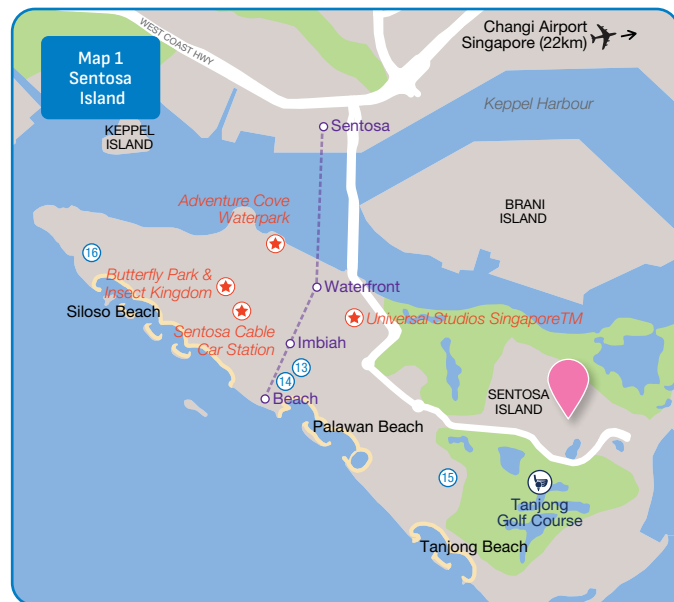 Map 1
Sentosa
Island
WEST COAST HWY
Changi Airport
Singapore (22km)
Keppel Harbour
KEPPEL
ISLAND
Sentosa
BRANI
ISLAND
Adventure Cove
Waterpark
16
Butterfly Park &
Insect Kingdom
Siloso Beach
Waterfront
Sentosa Cable
Car Station
Universal Studios SingaporeTM
Imbiah
13
14
Beach
SENTOSA
ISLAND
Palawan Beach
15
Tanjong
Golf Course
Tanjong Beach